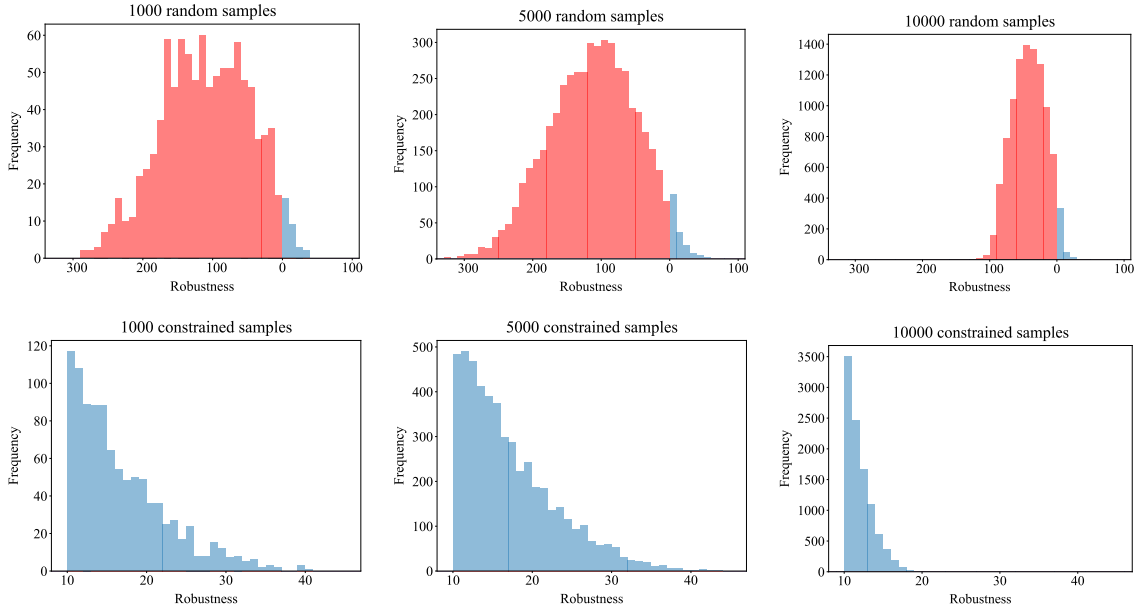 1000 random samples
60
50
40
30
20
10
0
Frequency
300 200 100 0 100
Robustness
5000 random samples
300
250
200
150
100
50
0
Frequency
300 200 100 0 100
Robustness
10000 random samples
1400
1200
1000
800
600
400
200
0
Frequency
300 200 100 0 100
Robustness
1000 constrained samples
120
100
80
60
40
20
0
Frequency
10 20 30 40
Robustness
5000 constrained samples
500
400
300
200
100
0
Frequency
10 20 30 40
Robustness
10000 constrained samples
3500
3000
2500
2000
1500
1000
500
0
Frequency
10 20 30 40
Robustness